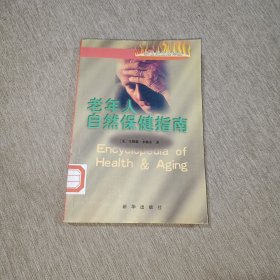 老年人
自然保健指南
Encyclopedia of
Health & Aging
新华出版社